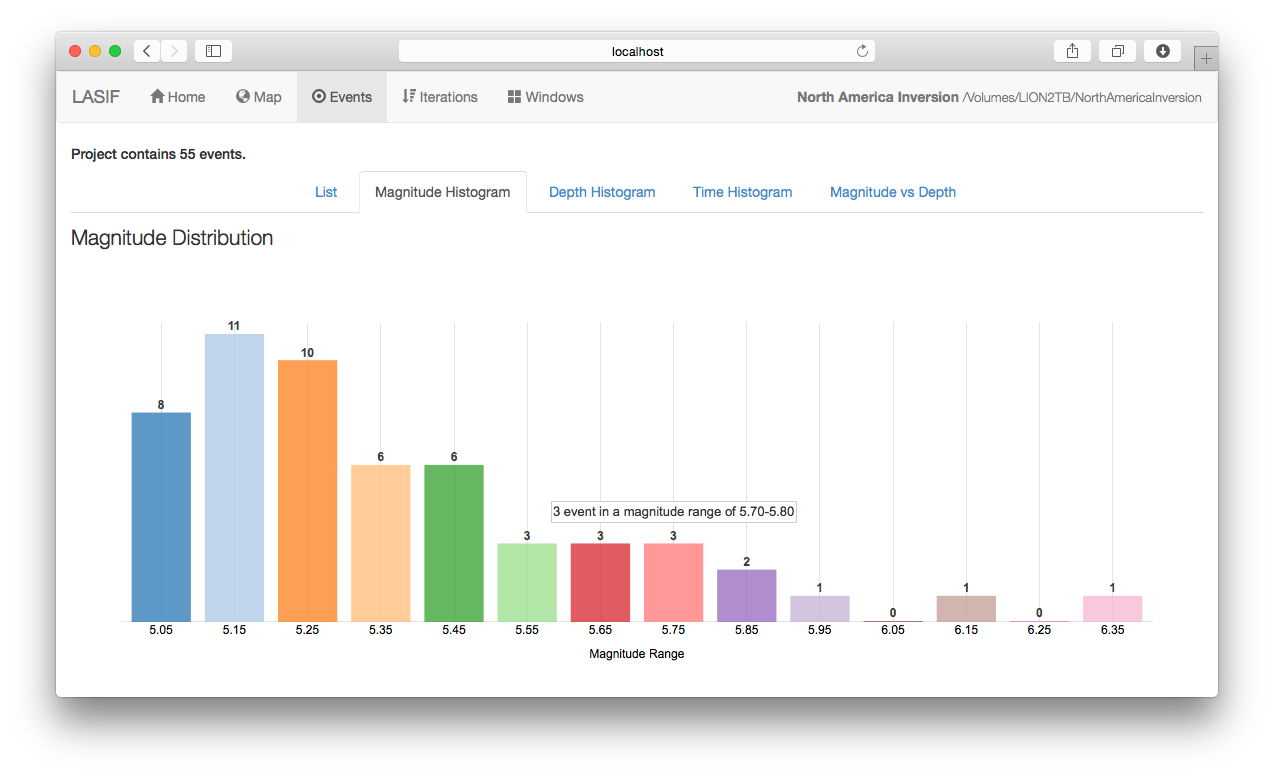 localhost
LASIF Home Map Events Iterations Windows North America Inversion /Volumes/LION2TB/NorthAmericaInversion
Project contains 55 events.
List Magnitude Histogram Depth Histogram Time Histogram Magnitude vs Depth
Magnitude Distribution
11
10
8
6 6
3 event in a magnitude range of 5.70-5.80
3 3 3
2
1 1 1
0 0
5.05 5.15 5.25 5.35 5.45 5.55 5.65 5.75 5.85 5.95 6.05 6.15 6.25 6.35
Magnitude Range